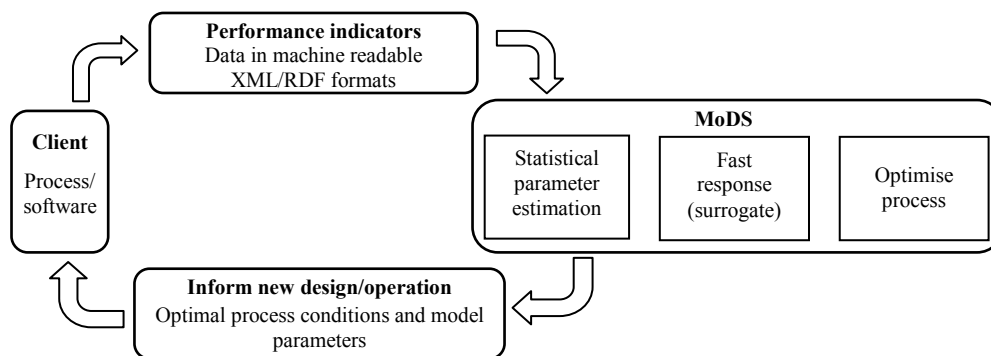 Performance indicators
Data in machine readable
XML/RDF formats
Client
Process/
software
MoDS
Statistical
parameter
estimation
Fast
response
(surrogate)
Optimise
process
Inform new design/operation
Optimal process conditions and model
parameters